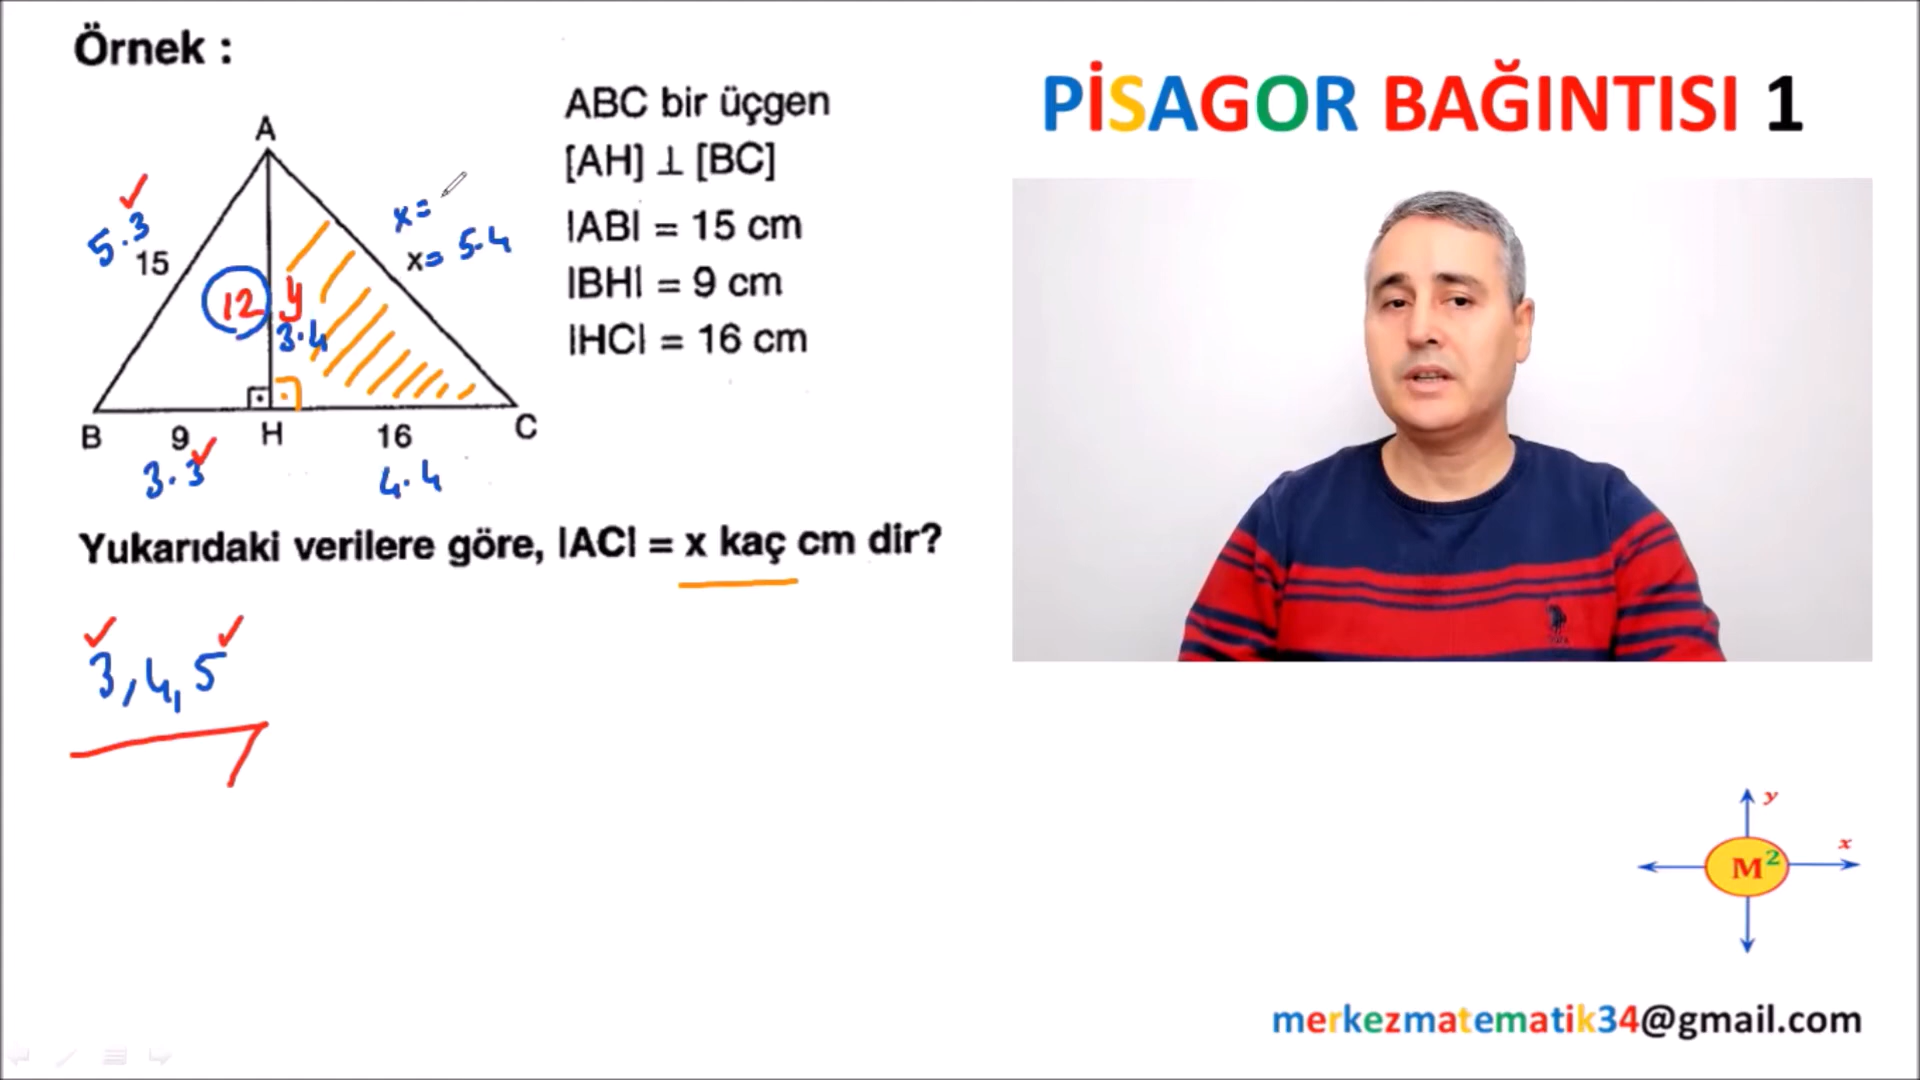 Örnek :
PİSAGOR BAĞINTISI 1
ABC bir üçgen
[AH] ⊥ [BC]
|AB| = 15 cm
|BH| = 9 cm
|HC| = 16 cm
A
5.3
15
12
y
3.4
x=
x= 5.4
B
9
H
16
C
3.3
4.4
Yukarıdaki verilere göre, |AC| = x kaç cm dir?
3, 4, 5
y
x
M²
merkezmatematik34@gmail.com